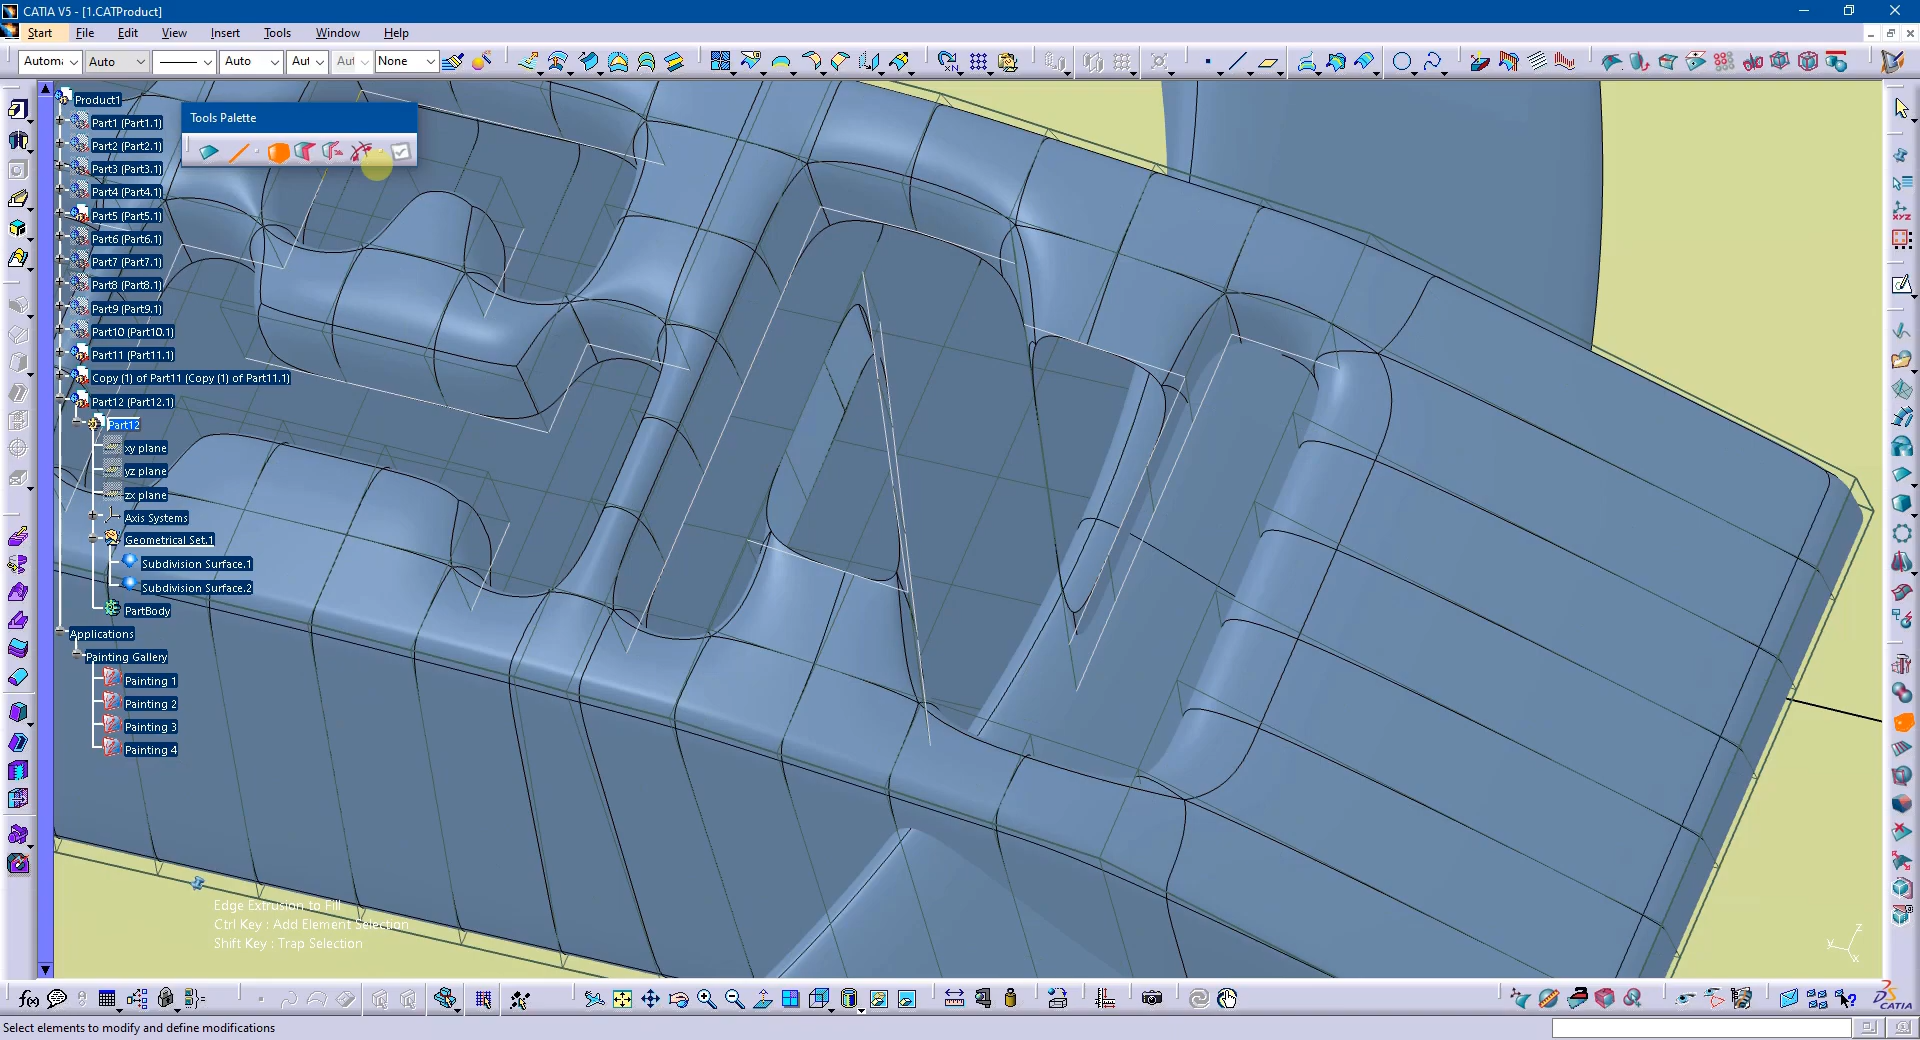 CATIA V5 - [1.CATProduct]
Start File Edit View Insert Tools Window Help
Auto Auto None
Product1
Tools Palette
Part1 (Part1.1)
Part2 (Part2.1)
Part3 (Part3.1)
Part4 (Part4.1)
Part5 (Part5.1)
Part6 (Part6.1)
Part7 (Part7.1)
Part8 (Part8.1)
Part9 (Part9.1)
Part10 (Part10.1)
Part11 (Part11.1)
Copy (1) of Part11 (Copy (1) of Part11.1)
Part12 (Part12.1)
Part12
xy plane
yz plane
zx plane
Axis Systems
Geometrical Set.1
Subdivision Surface.1
Subdivision Surface.2
PartBody
Applications
Painting Gallery
Painting 1
Painting 2
Painting 3
Painting 4
Edge Extrusion to Fill
Ctrl Key : Add Element Selection
Shift Key : Trap Selection
z
y
x
f(x)
CATIA
Select elements to modify and define modifications